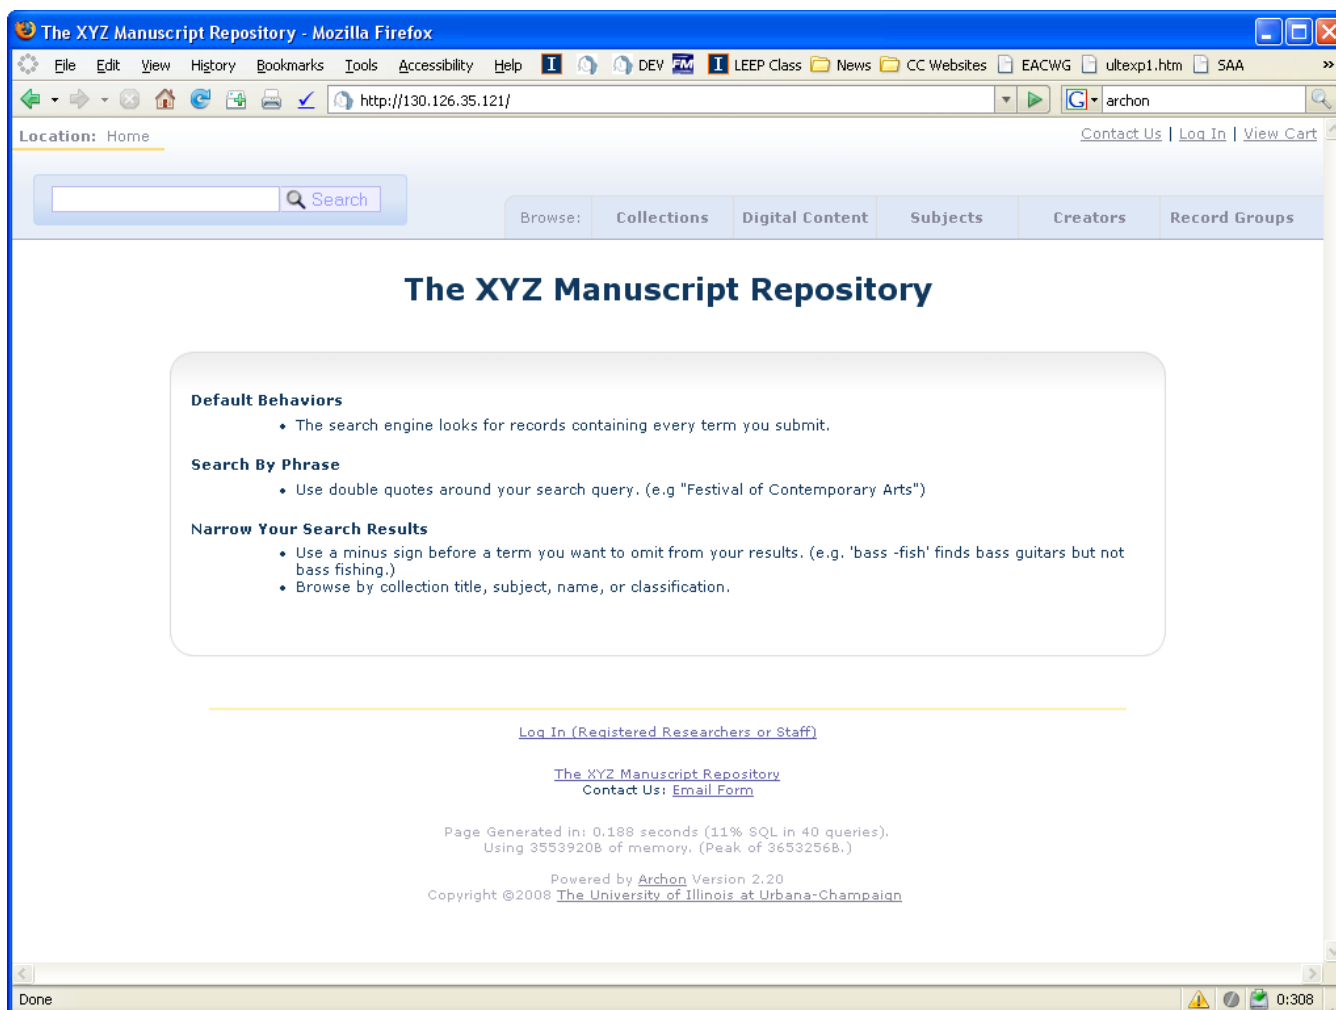 The XYZ Manuscript Repository - Mozilla Firefox
File Edit View History Bookmarks Tools Accessibility Help I DEV FM I LEEP Class News CC Websites EACWG ultexp1.htm SAA »
http://130.126.35.121/ G archon
Location: Home Contact Us | Log In | View Cart
Search
Browse: Collections Digital Content Subjects Creators Record Groups
The XYZ Manuscript Repository
Default Behaviors
• The search engine looks for records containing every term you submit.
Search By Phrase
• Use double quotes around your search query. (e.g "Festival of Contemporary Arts")
Narrow Your Search Results
• Use a minus sign before a term you want to omit from your results. (e.g. 'bass -fish' finds bass guitars but not
bass fishing.)
• Browse by collection title, subject, name, or classification.
Log In (Registered Researchers or Staff)
The XYZ Manuscript Repository
Contact Us: Email Form
Page Generated in: 0.188 seconds (11% SQL in 40 queries).
Using 3553920B of memory. (Peak of 3653256B.)
Powered by Archon Version 2.20
Copyright ©2008 The University of Illinois at Urbana-Champaign
Done 0:308